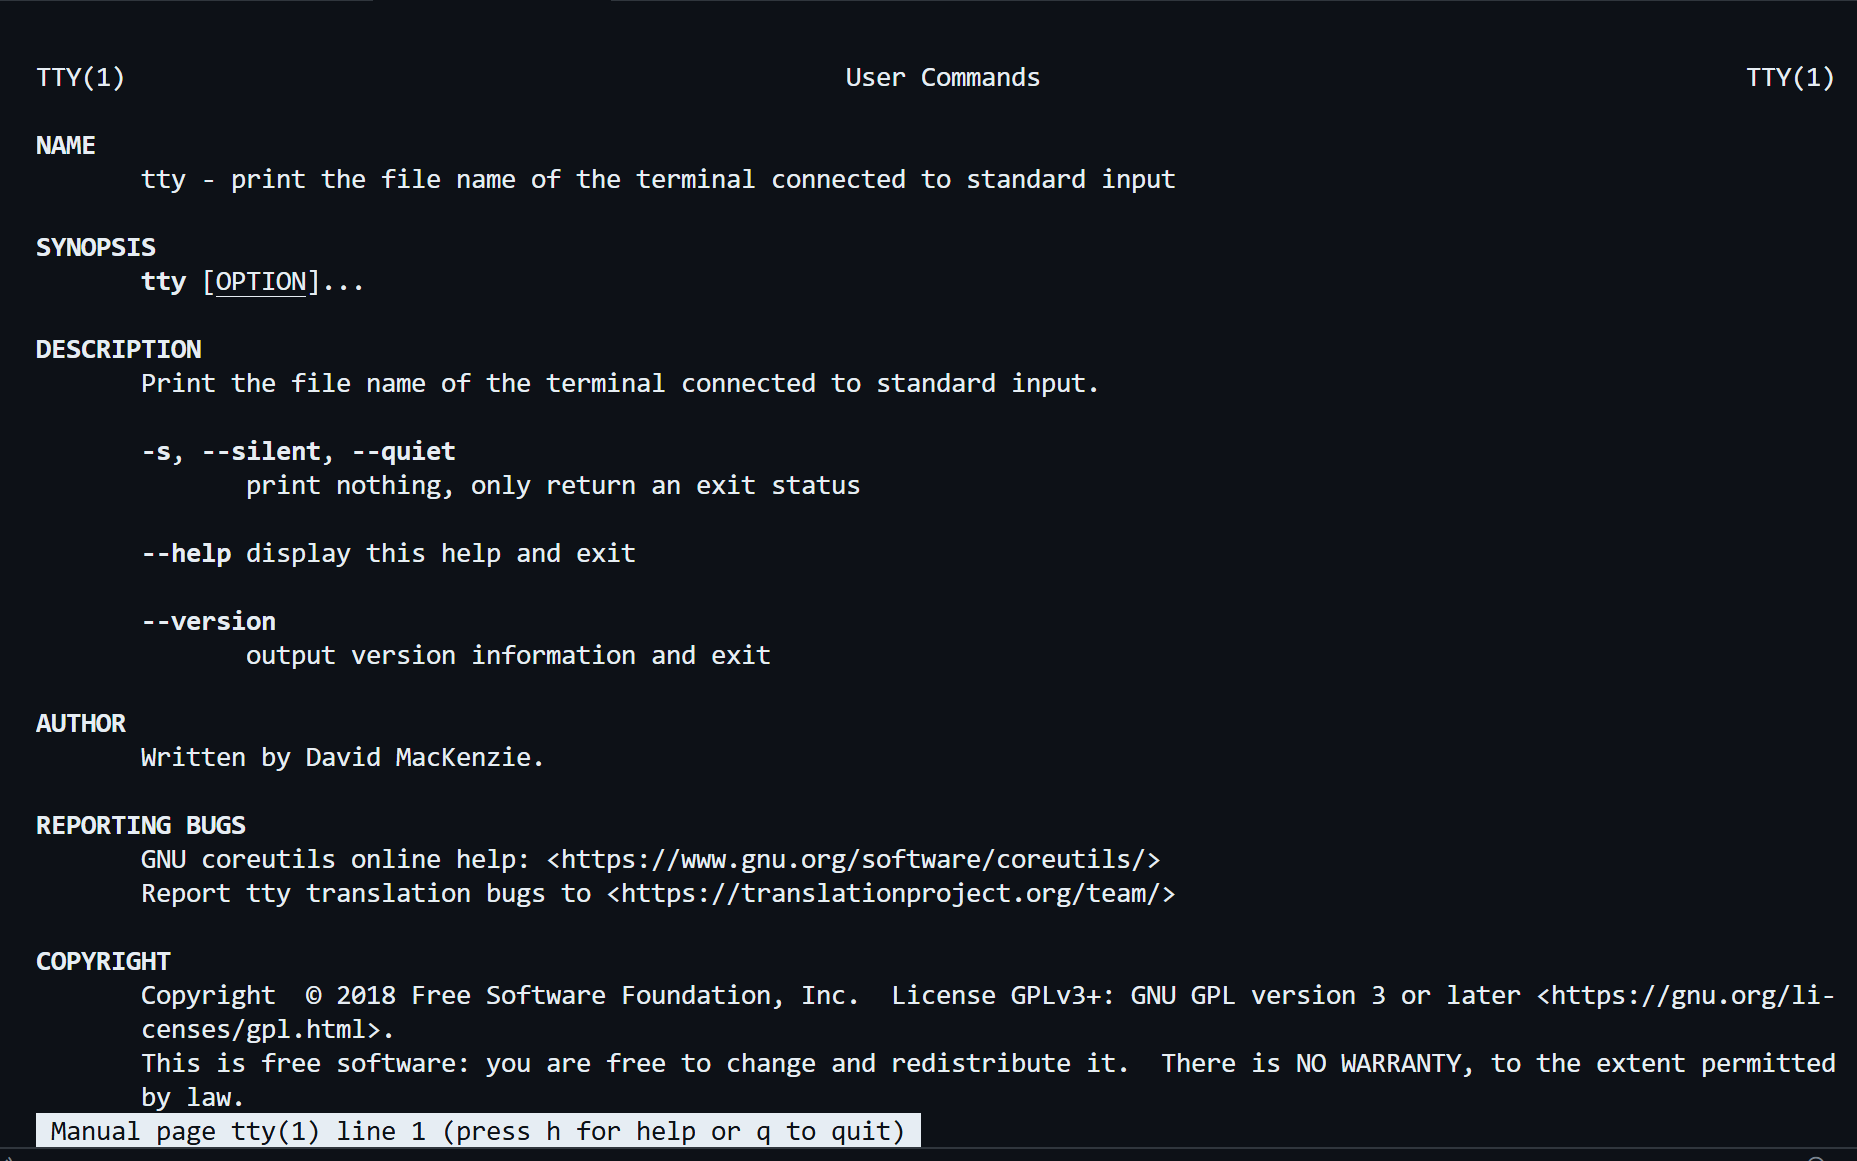 TTY(1) User Commands TTY(1)
NAME
tty - print the file name of the terminal connected to standard input
SYNOPSIS
tty [OPTION]...
DESCRIPTION
Print the file name of the terminal connected to standard input.
-s, --silent, --quiet
print nothing, only return an exit status
--help display this help and exit
--version
output version information and exit
AUTHOR
Written by David MacKenzie.
REPORTING BUGS
GNU coreutils online help: <https://www.gnu.org/software/coreutils/>
Report tty translation bugs to <https://translationproject.org/team/>
COPYRIGHT
Copyright © 2018 Free Software Foundation, Inc. License GPLv3+: GNU GPL version 3 or later <https://gnu.org/li-
censes/gpl.html>.
This is free software: you are free to change and redistribute it. There is NO WARRANTY, to the extent permitted
by law.
Manual page tty(1) line 1 (press h for help or q to quit)